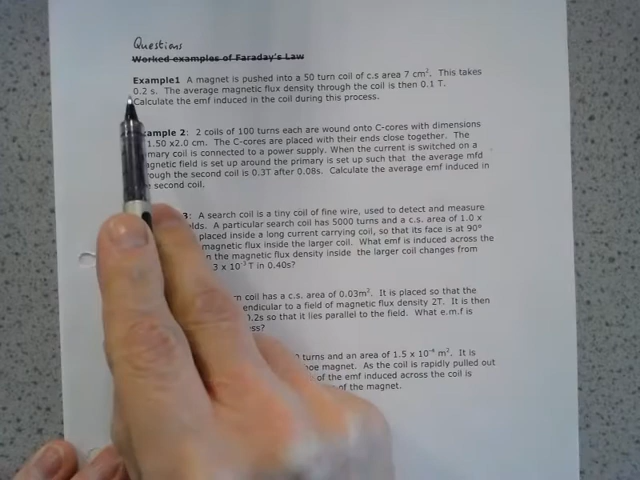 Questions
Worked examples of Faraday's Law
Example1 A magnet is pushed into a 50 turn coil of c.s area 7 cm². This takes
0.2 s. The average magnetic flux density through the coil is then 0.1 T.
Calculate the emf induced in the coil during this process.
ample 2: 2 coils of 100 turns each are wound onto C-cores with dimensions
1.50 x2.0 cm. The C-cores are placed with their ends close together. The
mary coil is connected to a power supply. When the current is switched on a
agnetic field is set up around the primary is set up such that the average mfd
rough the second coil is 0.3T after 0.08s. Calculate the average emf induced in
second coil.
3: A search coil is a tiny coil of fine wire, used to detect and measure
elds. A particular search coil has 5000 turns and a c.s. area of 1.0 x
placed inside a long current carrying coil, so that its face is at 90°
magnetic flux inside the larger coil. What emf is induced across the
n the magnetic flux density inside the larger coil changes from
3 x 10⁻³T in 0.40s?
rn coil has a c.s. area of 0.03m². It is placed so that the
endicular to a field of magnetic flux density 2T. It is then
0.2s so that it lies parallel to the field. What e.m.f is
ess?
turns and an area of 1.5 x 10⁻⁴ m². It is
oe magnet. As the coil is rapidly pulled out
of the emf induced across the coil is
of the magnet.